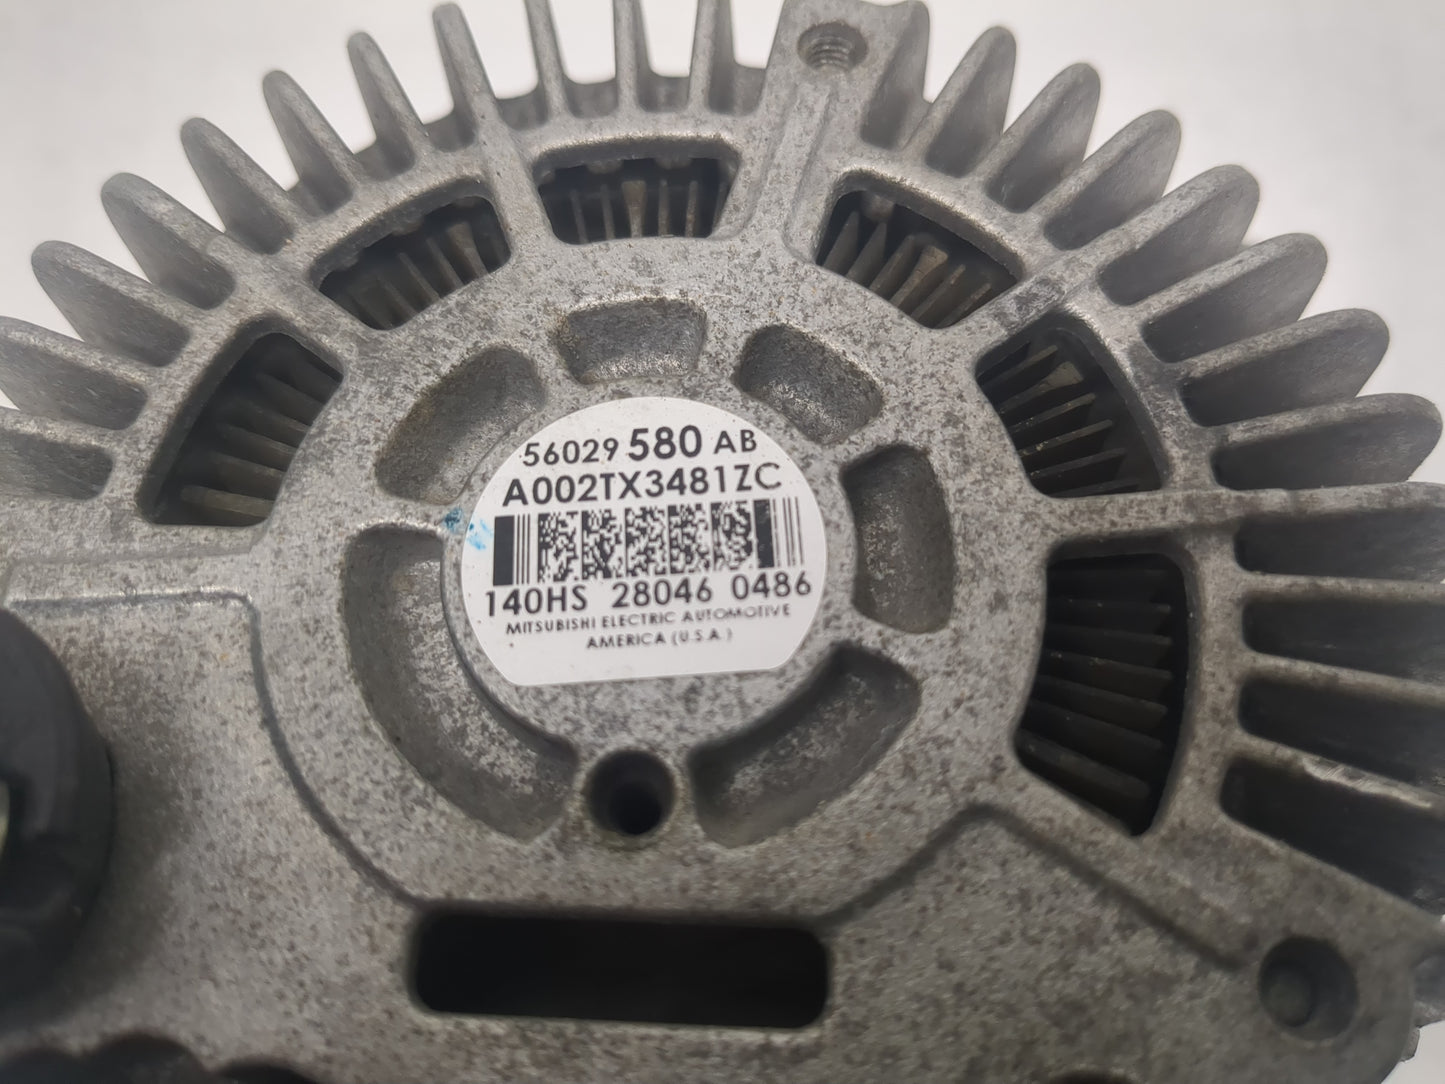 56029 580 AB
A002TX3481ZC
140HS 28046 0486
MITSUBISHI ELECTRIC AUTOMOTIVE
AMERICA (U.S.A.)